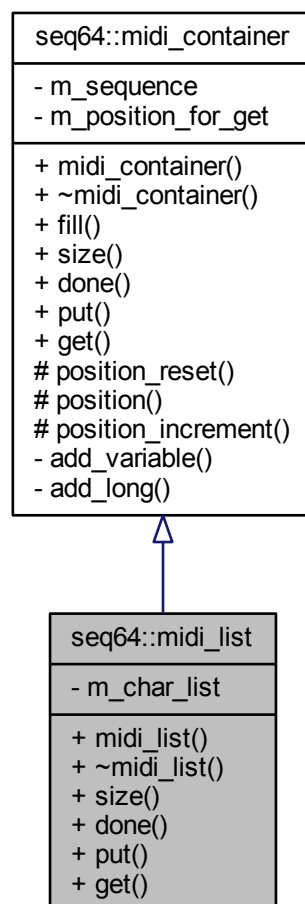 seq64::midi_container
- m_sequence
- m_position_for_get
+ midi_container()
+ ~midi_container()
+ fill()
+ size()
+ done()
+ put()
+ get()
# position_reset()
# position()
# position_increment()
- add_variable()
- add_long()
seq64::midi_list
- m_char_list
+ midi_list()
+ ~midi_list()
+ size()
+ done()
+ put()
+ get()